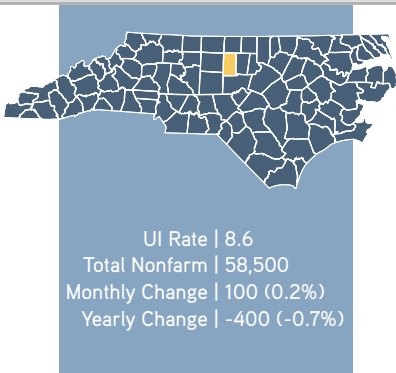 UI Rate | 8.6
Total Nonfarm | 58,500
Monthly Change | 100 (0.2%)
Yearly Change | -400 (-0.7%)